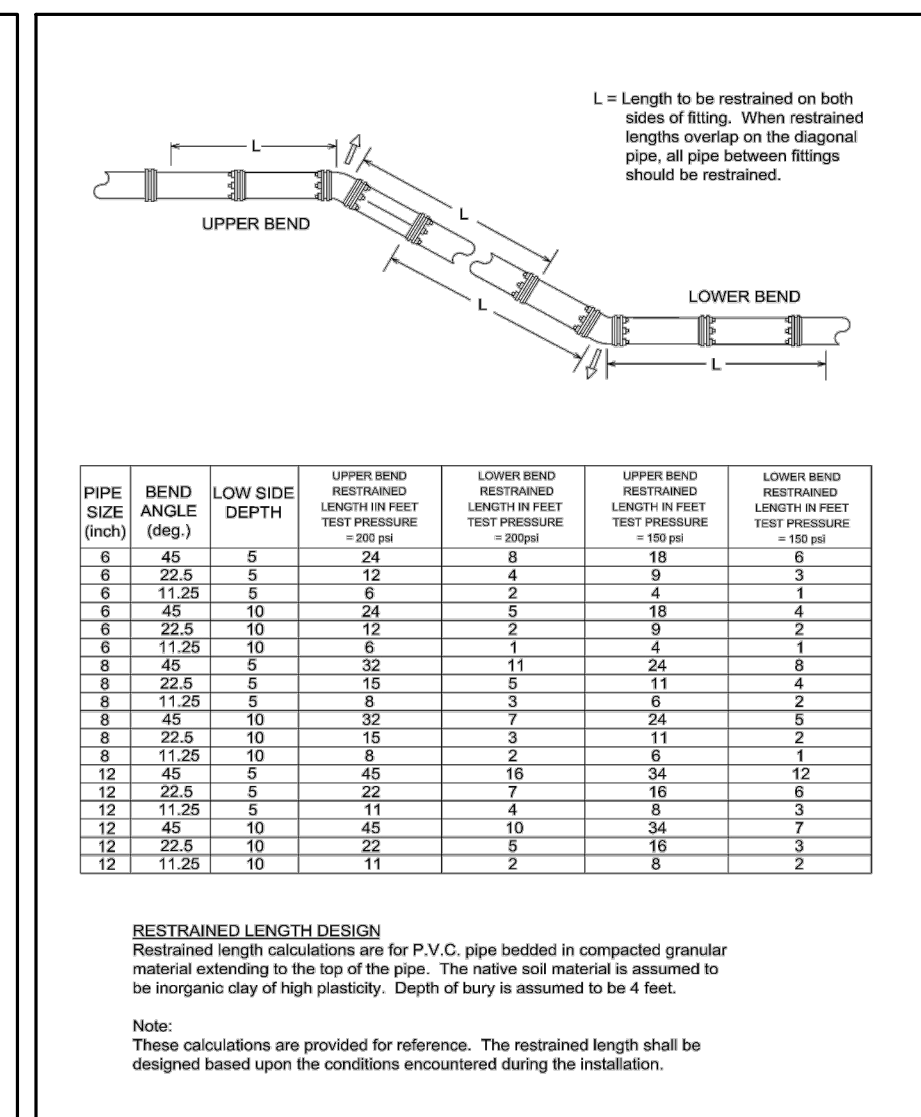 L = Length to be restrained on both
sides of fitting. When restrained
lengths overlap on the diagonal
pipe, all pipe between fittings
should be restrained.
L
UPPER BEND
L
L
LOWER BEND
L
PIPE SIZE (inch) BEND ANGLE (deg.) LOW SIDE DEPTH UPPER BEND RESTRAINED LENGTH IIN FEET TEST PRESSURE = 200 psi LOWER BEND RESTRAINED LENGTH IN FEET TEST PRESSURE = 200psi UPPER BEND RESTRAINED LENGTH IN FEET TEST PRESSURE = 150 psi LOWER BEND RESTRAINED LENGTH IN FEET TEST PRESSURE = 150 psi
6 45 5 24 8 18 6
6 22.5 5 12 4 9 3
6 11.25 5 6 2 4 1
6 45 10 24 5 18 4
6 22.5 10 12 2 9 2
6 11.25 10 6 1 4 1
8 45 5 32 11 24 8
8 22.5 5 15 5 11 4
8 11.25 5 8 3 6 2
8 45 10 32 7 24 5
8 22.5 10 15 3 11 2
8 11.25 10 8 2 6 1
12 45 5 45 16 34 12
12 22.5 5 22 7 16 6
12 11.25 5 11 4 8 3
12 45 10 45 10 34 7
12 22.5 10 22 5 16 3
12 11.25 10 11 2 8 2
RESTRAINED LENGTH DESIGN
Restrained length calculations are for P.V.C. pipe bedded in compacted granular
material extending to the top of the pipe. The native soil material is assumed to
be inorganic clay of high plasticity. Depth of bury is assumed to be 4 feet.
Note:
These calculations are provided for reference. The restrained length shall be
designed based upon the conditions encountered during the installation.